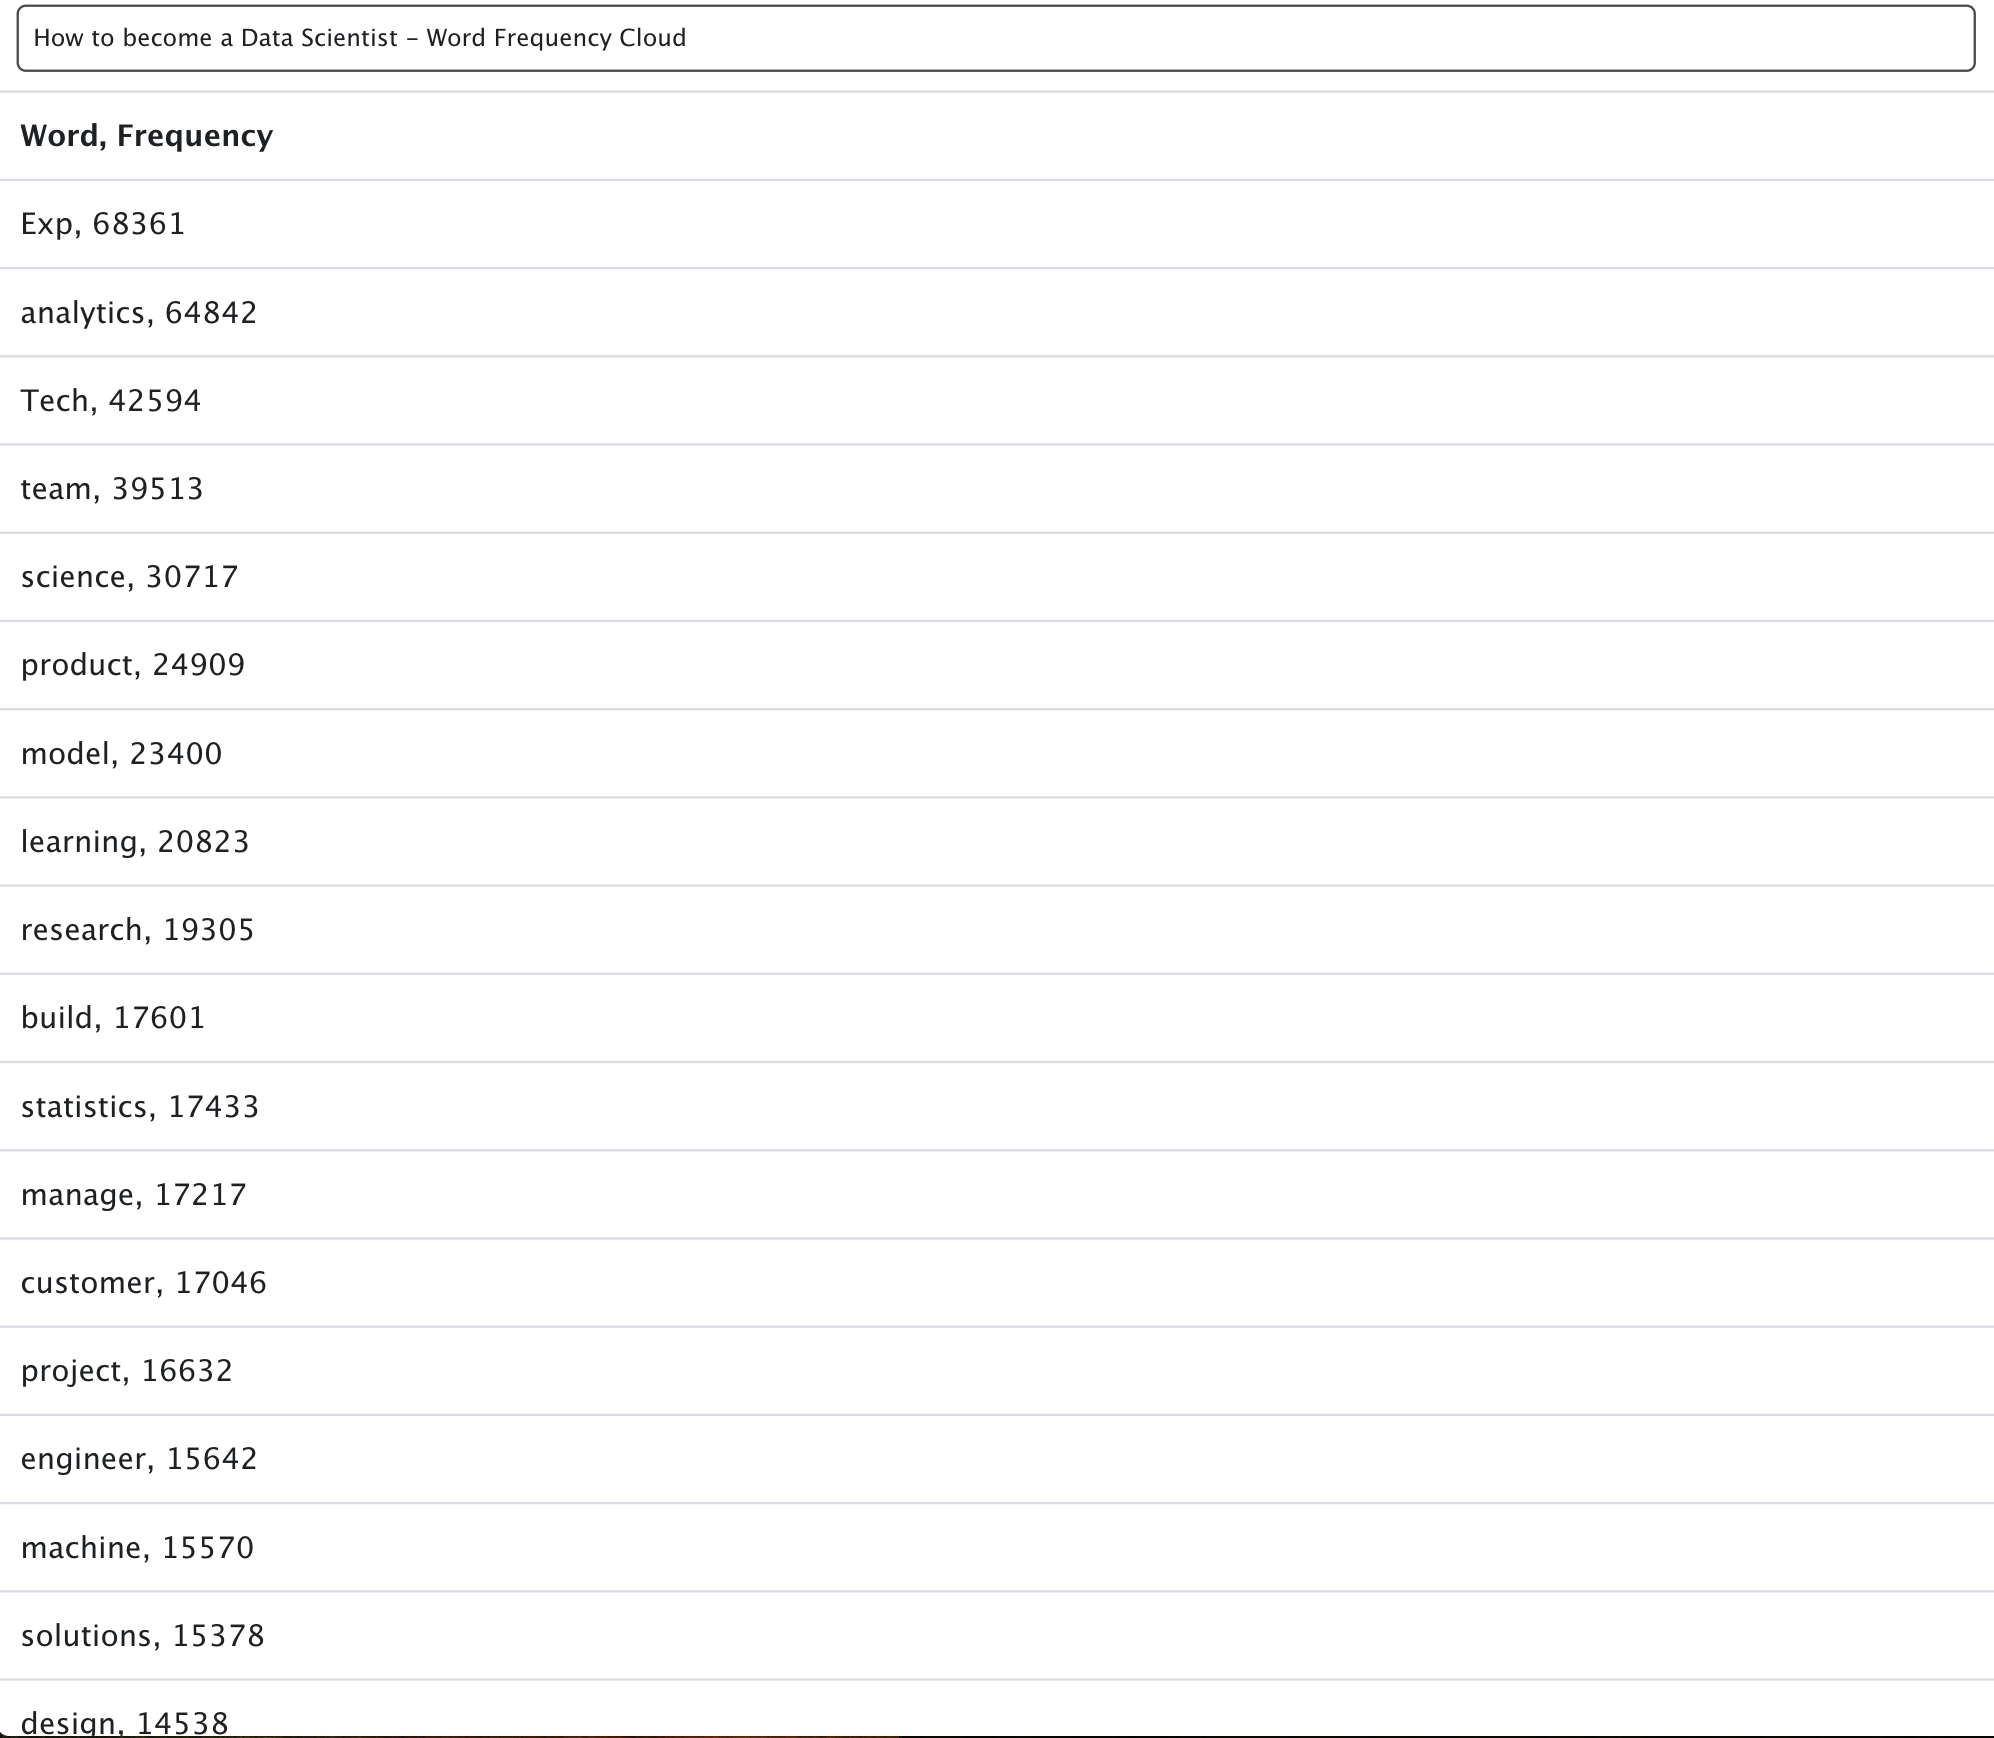 How to become a Data Scientist – Word Frequency Cloud
Word, Frequency
Exp, 68361
analytics, 64842
Tech, 42594
team, 39513
science, 30717
product, 24909
model, 23400
learning, 20823
research, 19305
build, 17601
statistics, 17433
manage, 17217
customer, 17046
project, 16632
engineer, 15642
machine, 15570
solutions, 15378
design, 14538